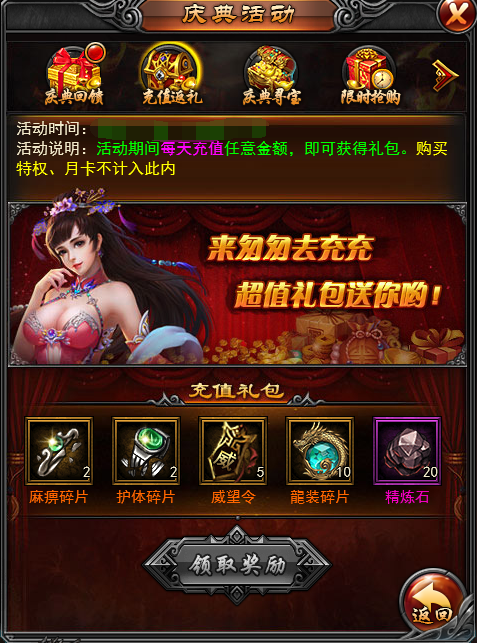 庆典活动
庆典回馈
充值返礼
庆典寻宝
限时抢购
活动时间：
活动说明：活动期间每天充值任意金额，即可获得礼包。购买
特权、月卡不计入此内
来匆匆去充充
超值礼包送你哟！
充值礼包
2
2
5
10
20
麻痹碎片
护体碎片
威望令
龍装碎片
精炼石
领取奖励
返回